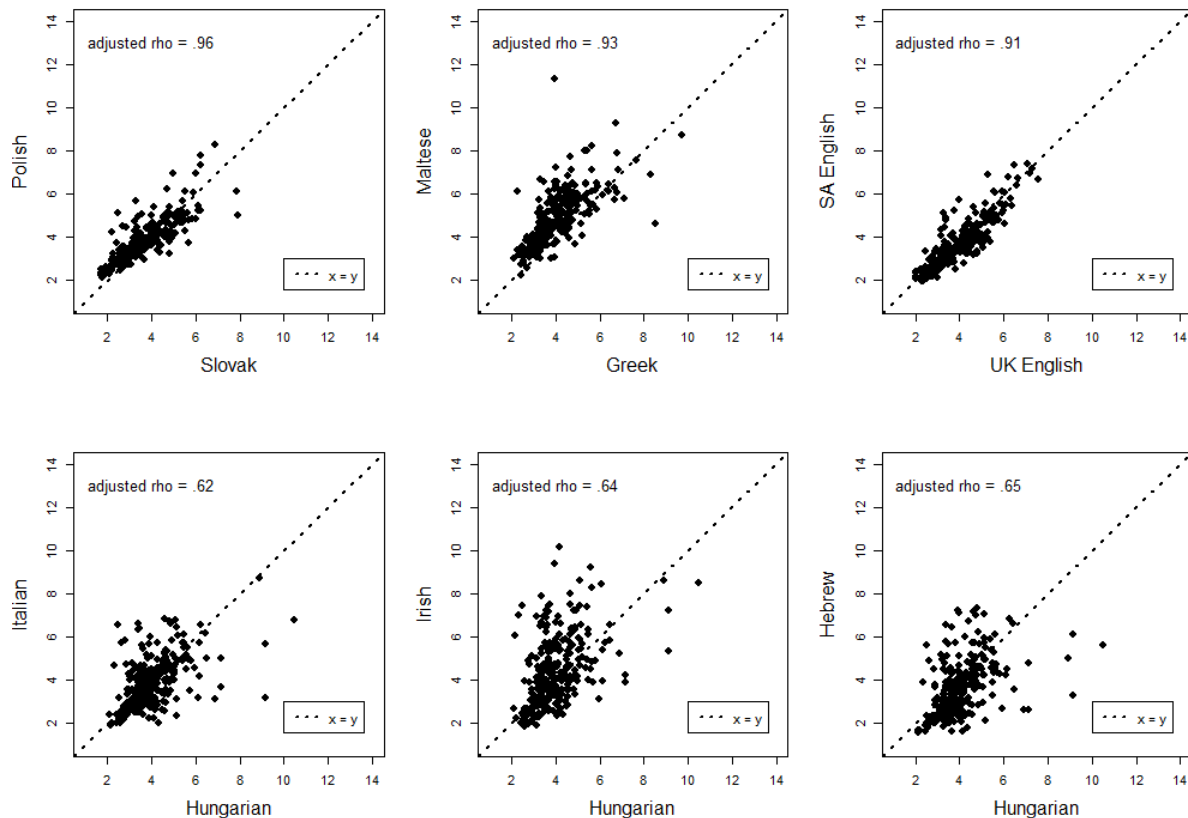 adjusted rho = .96
Polish
14
12
10
8
6
4
2
x = y
2 4 6 8 10 12 14
Slovak
adjusted rho = .93
Maltese
14
12
10
8
6
4
2
x = y
2 4 6 8 10 12 14
Greek
adjusted rho = .91
SA English
14
12
10
8
6
4
2
x = y
2 4 6 8 10 12 14
UK English
adjusted rho = .62
Italian
14
12
10
8
6
4
2
x = y
2 4 6 8 10 12 14
Hungarian
adjusted rho = .64
Irish
14
12
10
8
6
4
2
x = y
2 4 6 8 10 12 14
Hungarian
adjusted rho = .65
Hebrew
14
12
10
8
6
4
2
x = y
2 4 6 8 10 12 14
Hungarian